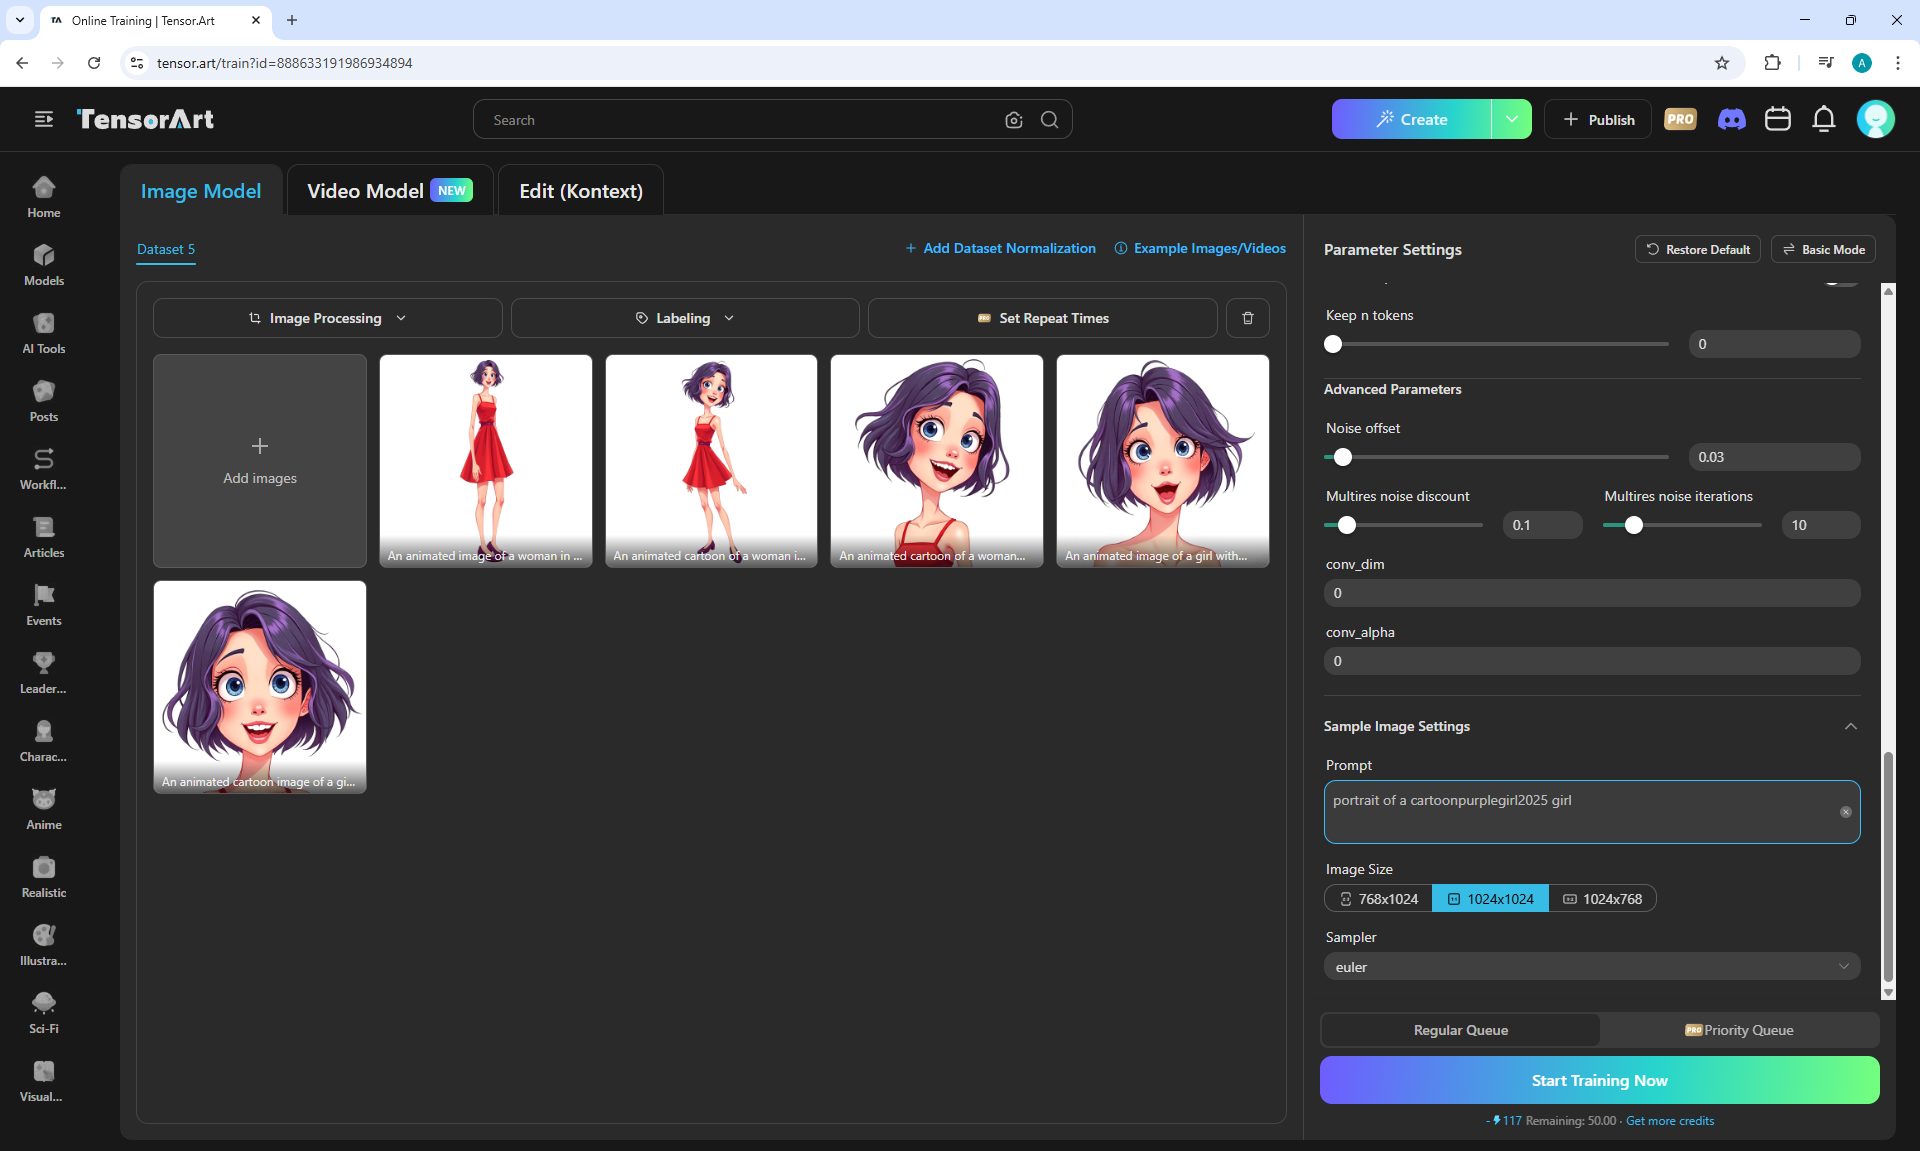 Online Training | Tensor.Art
tensor.art/train?id=888633191986934894
A
TensorArt
Search
Create
Publish
PRO
Home
Models
AI Tools
Posts
Workfl...
Articles
Events
Leader...
Charac...
Anime
Realistic
Illustra...
Sci-Fi
Visual...
Image Model
Video Model NEW
Edit (Kontext)
Dataset 5
Add Dataset Normalization
Example Images/Videos
Image Processing
Labeling
PRO Set Repeat Times
Add images
An animated image of a woman in ...
An animated cartoon of a woman i...
An animated cartoon of a woman...
An animated image of a girl with...
An animated cartoon image of a gi...
Parameter Settings
Restore Default
Basic Mode
Keep n tokens
0
Advanced Parameters
Noise offset
0.03
Multires noise discount
0.1
Multires noise iterations
10
conv_dim
0
conv_alpha
0
Sample Image Settings
Prompt
portrait of a cartoonpurplegirl2025 girl
Image Size
768x1024
1024x1024
1024x768
Sampler
euler
Regular Queue
PRO Priority Queue
Start Training Now
- 117 Remaining: 50.00 · Get more credits